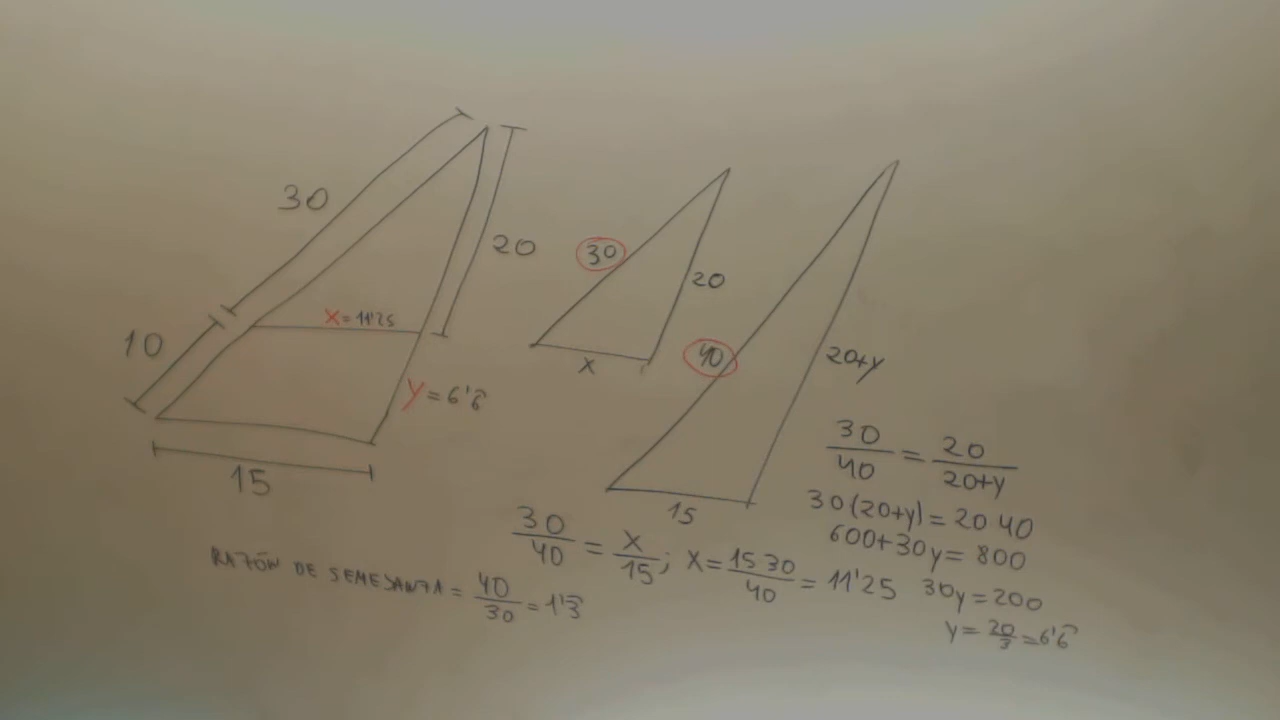 30
20
10
X = 11'25
Y = 6'6̂
15
30
20
X
40
20+y
15
30/40 = 20/20+y
30(20+y) = 20 40
600+30y = 800
30y = 200
y = 20/3 = 6'6̂
30/40 = X/15; X = 15 30/40 = 11'25
RAZÓN DE SEMEJANZA = 40/30 = 1'3̂